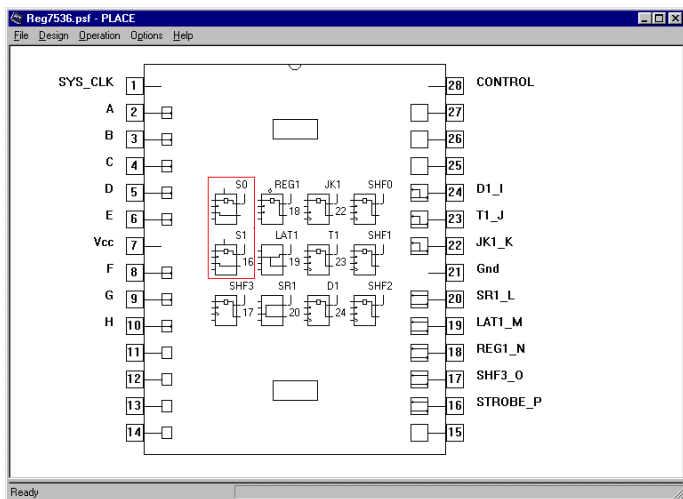 Reg7536.psf - PLACE
File Design Operation Options Help
SYS_CLK 1 28 CONTROL
A 2 27
B 3 26
C 4 25
D 5 S0 REG1 JK1 SHF0 24 D1_I
18 22
E 6 23 T1_J
Vcc 7 S1 LAT1 T1 SHF1 22 JK1_K
16 19 23
F 8 21 Gnd
G 9 SHF3 SR1 D1 SHF2 20 SR1_L
17 20 24
H 10 19 LAT1_M
11 18 REG1_N
12 17 SHF3_O
13 16 STROBE_P
14 15
Ready